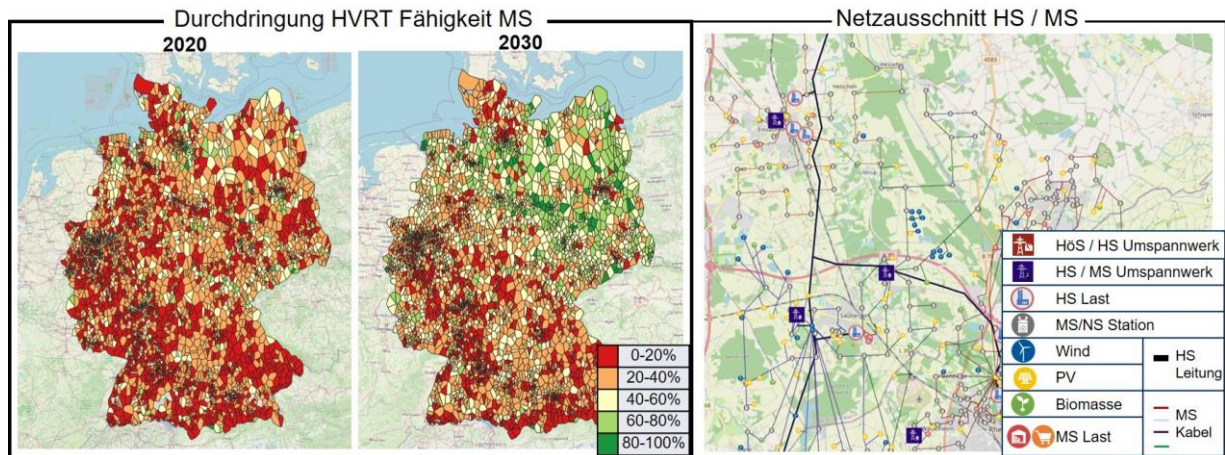 Durchdringung HVRT Fähigkeit MS
2020
2030
0-20%
20-40%
40-60%
60-80%
80-100%
Netzausschnitt HS / MS
HöS / HS Umspannwerk
HS / MS Umspannwerk
HS Last
MS/NS Station
Wind
PV
Biomasse
MS Last
HS
Leitung
MS
Kabel